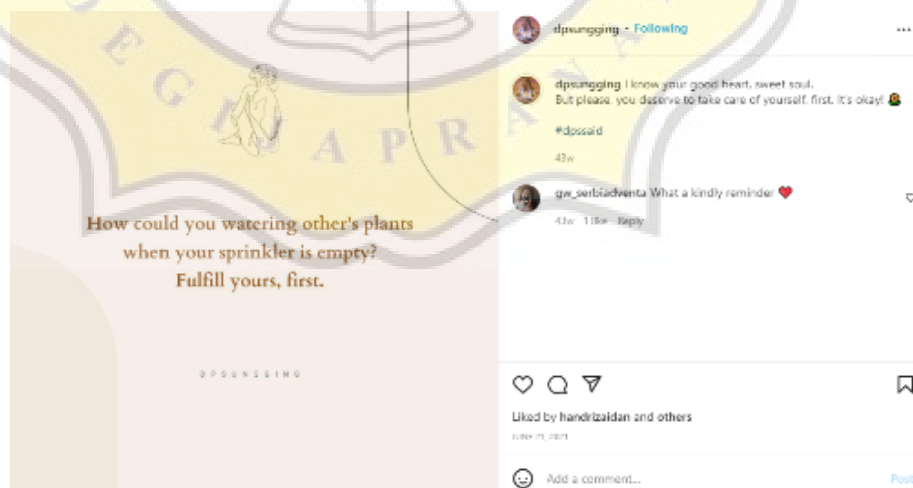 dpsungging • Following
dpsungging I know your good heart, sweet soul.
But please, you deserve to take care of yourself, first. It's okay!
#dpssaid
43w
gw_serbiadventa What a kindly reminder ❤️
43w 1 like Reply
How could you watering other's plants
when your sprinkler is empty?
Fulfill yours, first.
DPSUNGGING
Liked by handrizaidan and others
JUNE 21, 2021
Add a comment...
Post
APRANA